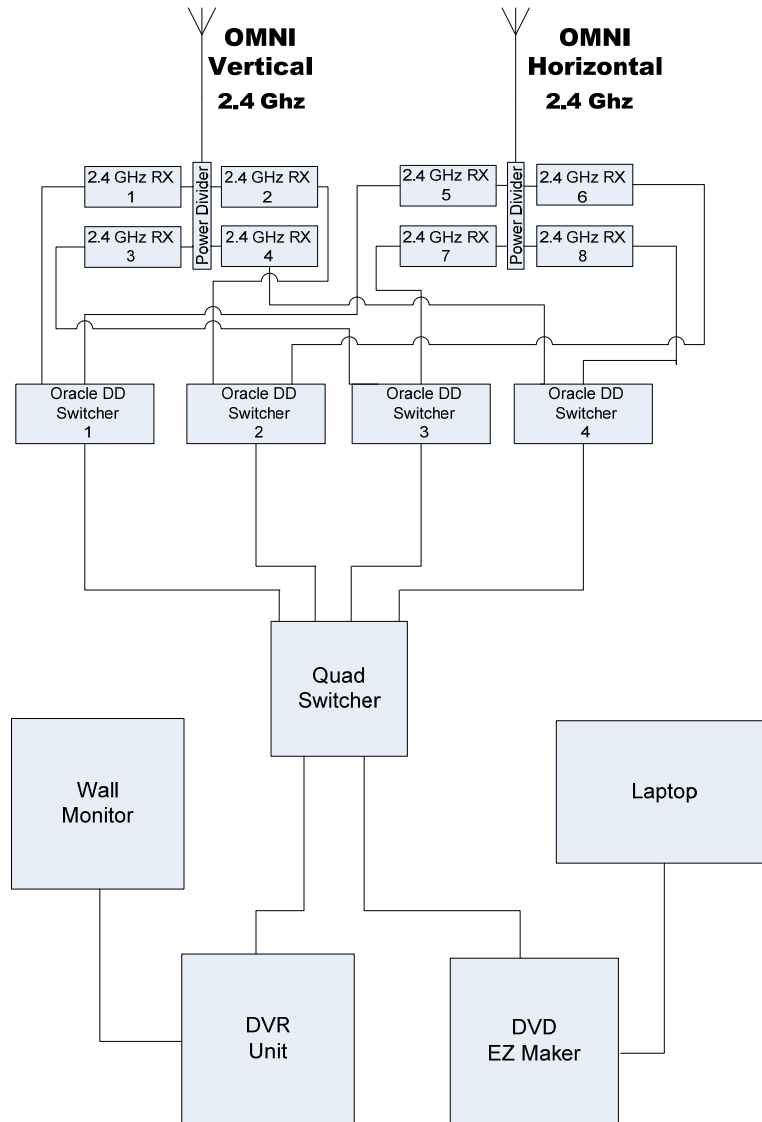 OMNI
Vertical
2.4 Ghz
OMNI
Horizontal
2.4 Ghz
2.4 GHz RX
1
2.4 GHz RX
2
2.4 GHz RX
3
2.4 GHz RX
4
Power Divider
2.4 GHz RX
5
2.4 GHz RX
6
2.4 GHz RX
7
2.4 GHz RX
8
Power Divider
Oracle DD
Switcher
1
Oracle DD
Switcher
2
Oracle DD
Switcher
3
Oracle DD
Switcher
4
Quad
Switcher
Wall
Monitor
Laptop
DVR
Unit
DVD
EZ Maker